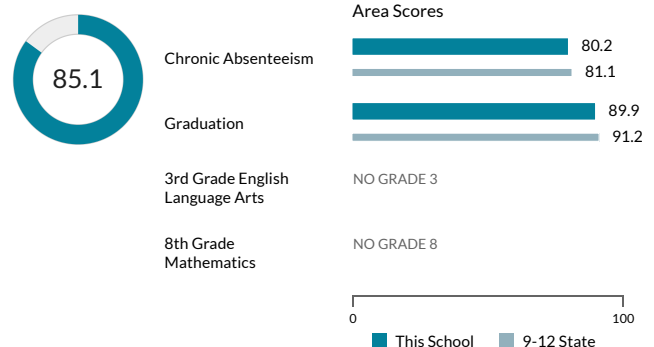 Area Scores
85.1
Chronic Absenteeism
80.2
81.1
Graduation
89.9
91.2
3rd Grade English
Language Arts
NO GRADE 3
8th Grade
Mathematics
NO GRADE 8
0
100
This School
9-12 State